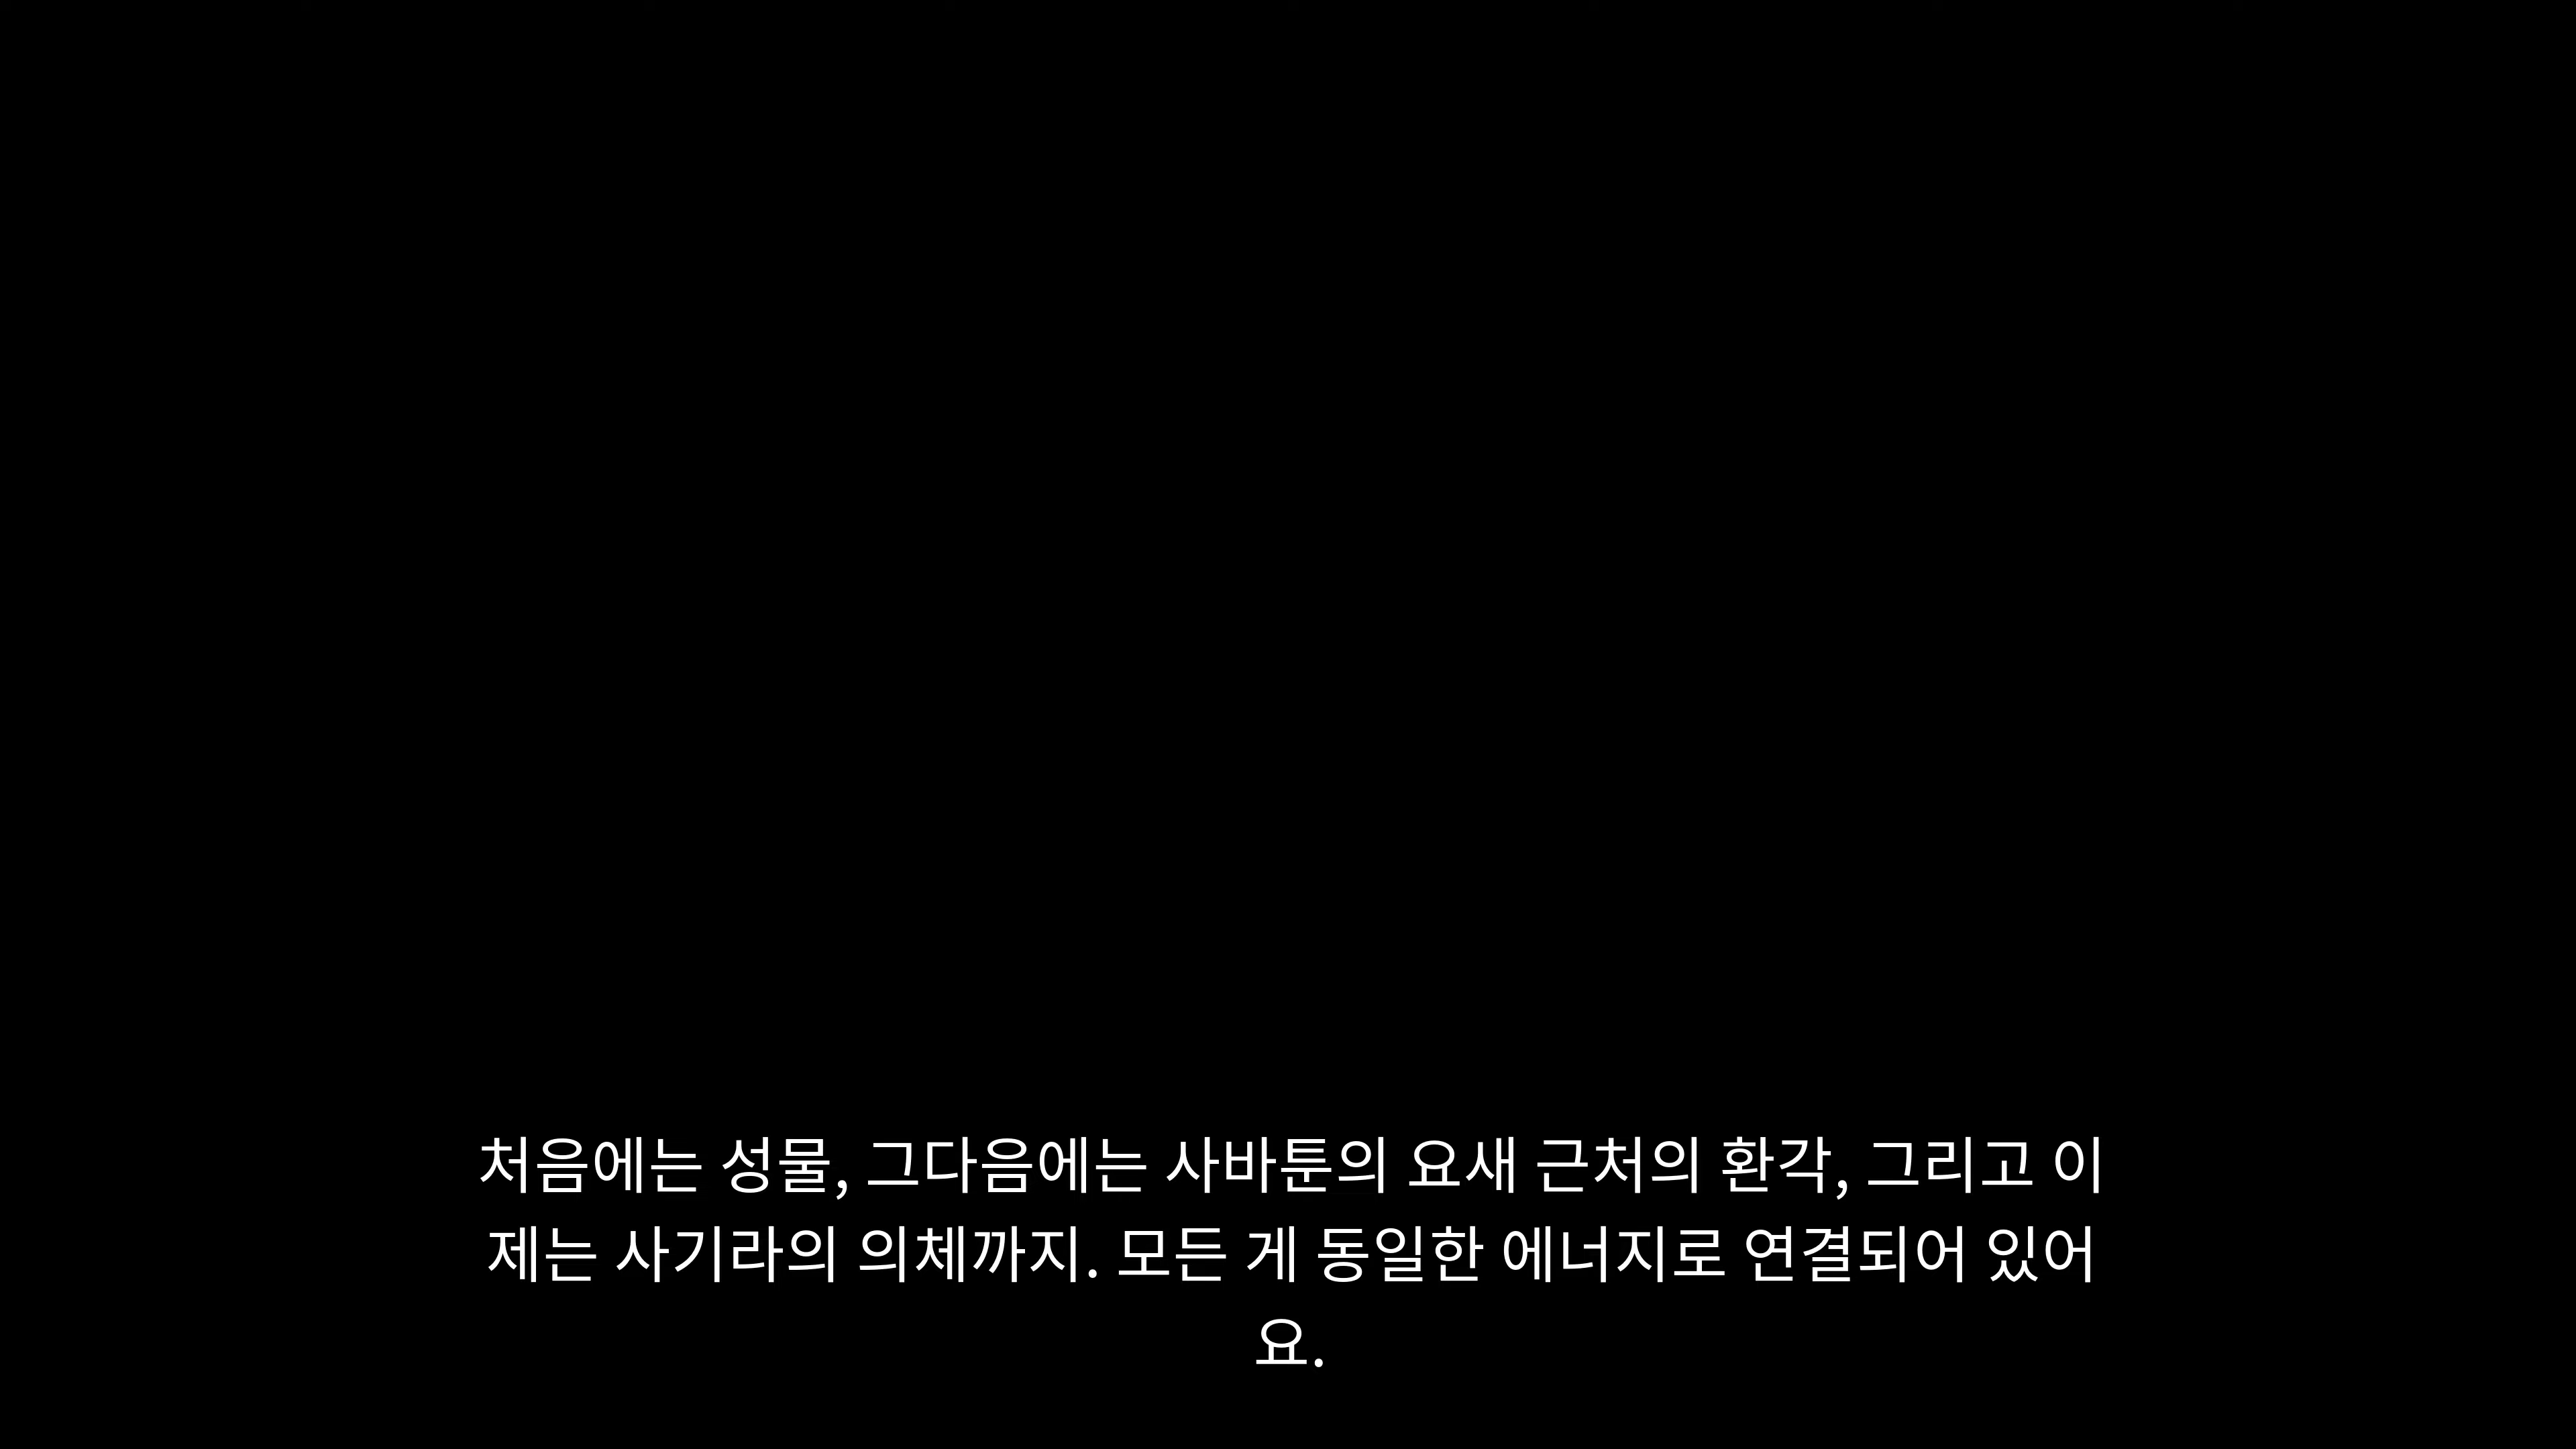 처음에는 성물, 그다음에는 사바툰의 요새 근처의 환각, 그리고 이
제는 사기라의 의체까지. 모든 게 동일한 에너지로 연결되어 있어
요.